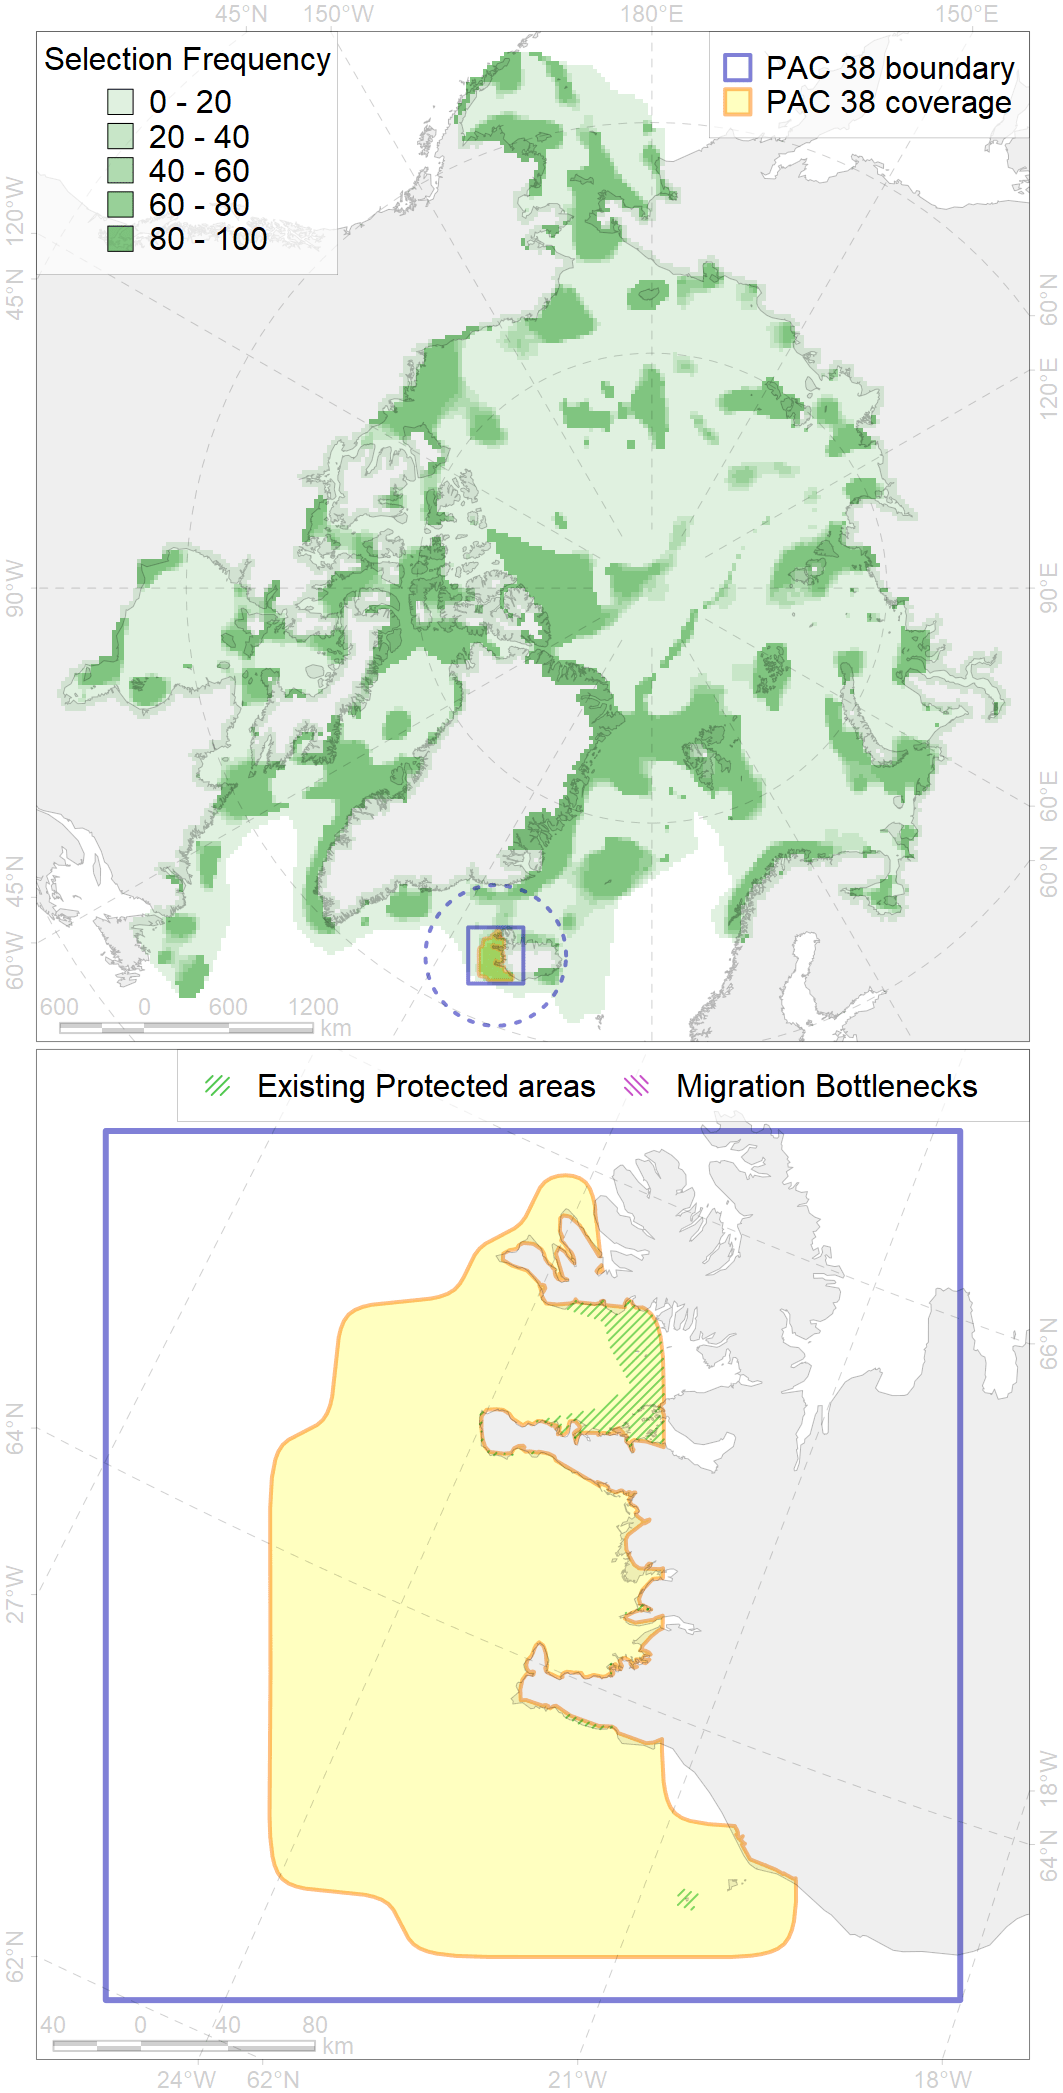 45°N 150°W 180°E 150°E
Selection Frequency
0 - 20
20 - 40
40 - 60
60 - 80
80 - 100
PAC 38 boundary
PAC 38 coverage
120°W
45°N
90°W
45°N
60°W
60°N
120°E
90°E
60°E
60°N
600 0 600 1200 km
Existing Protected areas Migration Bottlenecks
64°N
27°W
62°N
66°N
18°W
64°N
40 0 40 80 km
24°W 62°N 21°W 18°W